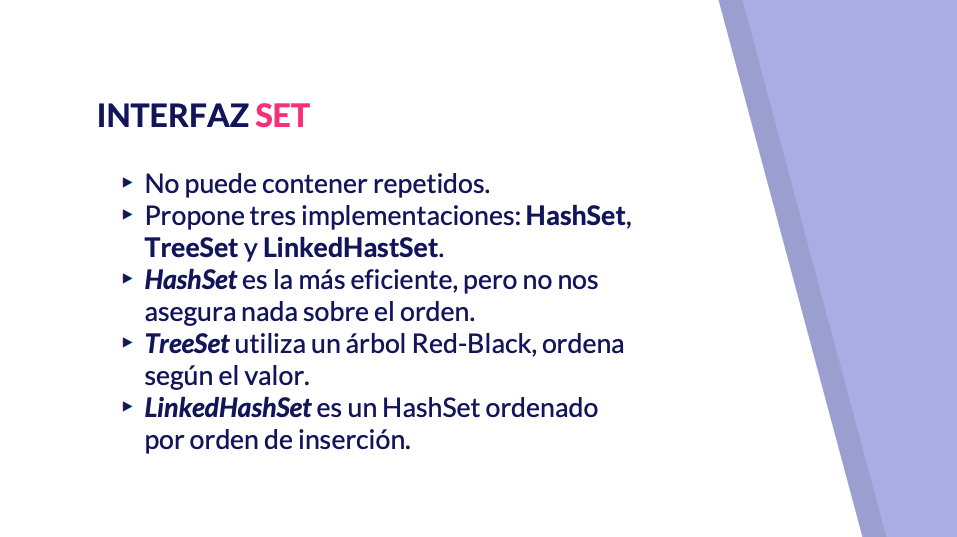 INTERFAZ SET
▸ No puede contener repetidos.
▸ Propone tres implementaciones: HashSet,
TreeSet y LinkedHastSet.
▸ HashSet es la más eficiente, pero no nos
asegura nada sobre el orden.
▸ TreeSet utiliza un árbol Red-Black, ordena
según el valor.
▸ LinkedHashSet es un HashSet ordenado
por orden de inserción.